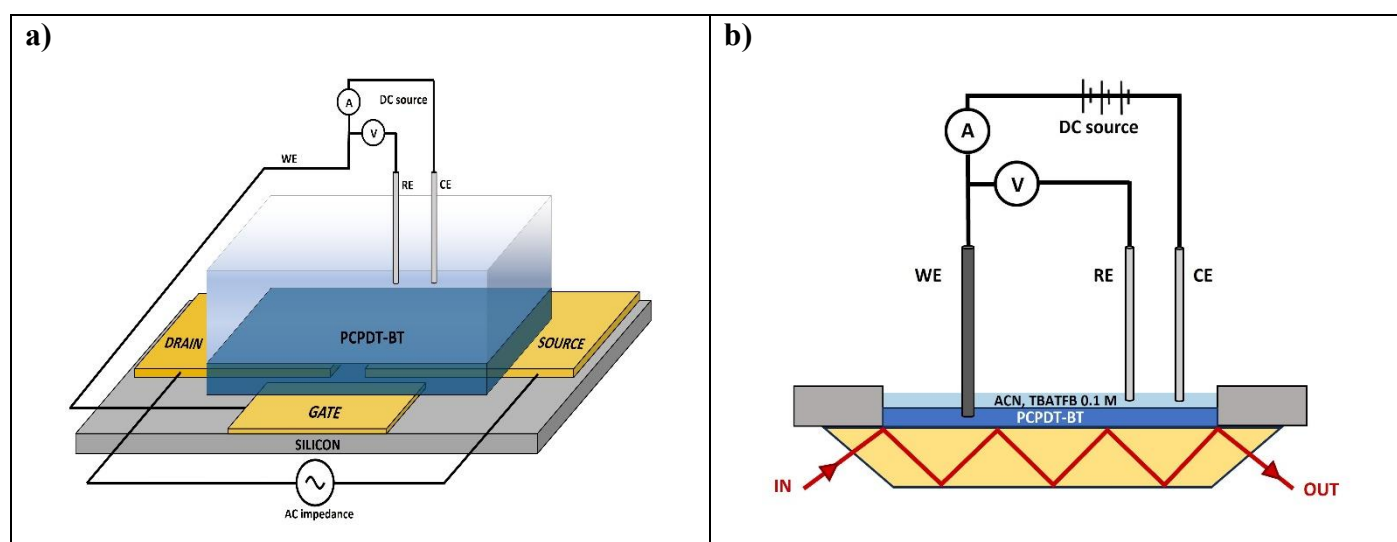 a)
A
DC source
V
WE
RE
CE
PCPDT-BT
DRAIN
SOURCE
GATE
SILICON
AC impedance
b)
A
DC source
V
WE
RE
CE
ACN, TBATFB 0.1 M
PCPDT-BT
IN
OUT